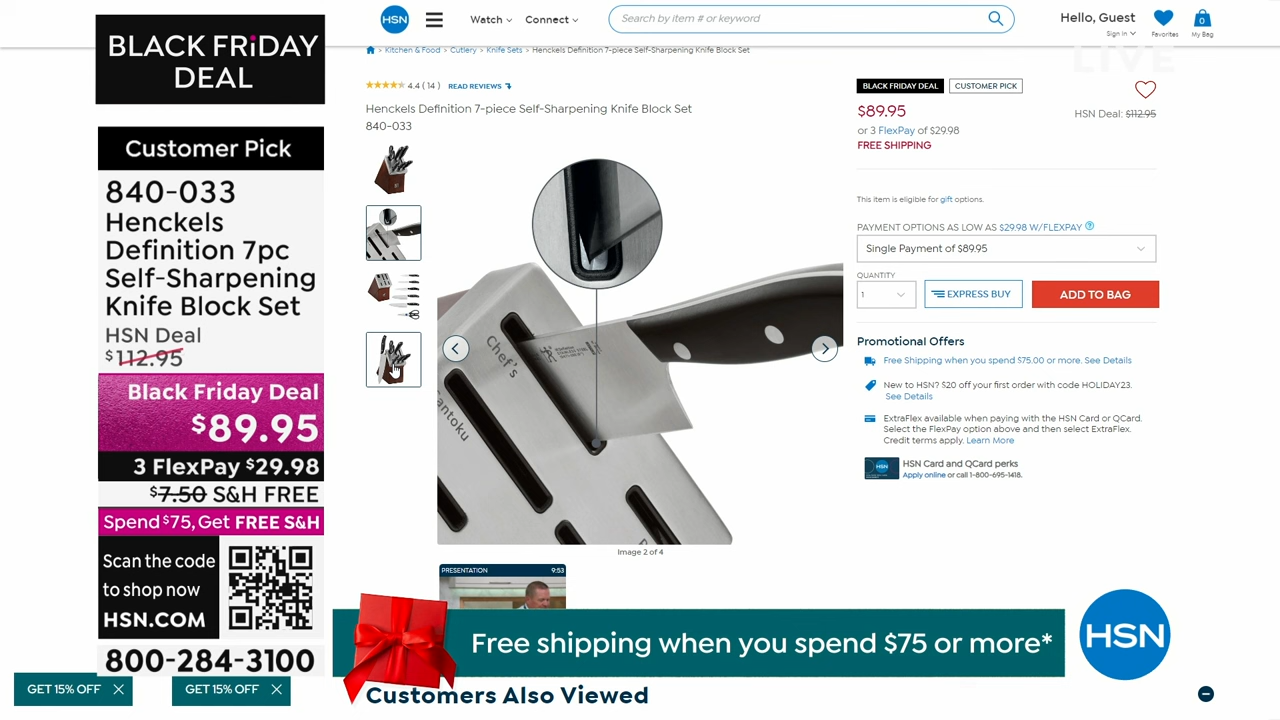 BLACK FRiDAY
DEAL
Customer Pick
840-033
Henckels
Definition 7pc
Self-Sharpening
Knife Block Set
HSN Deal
$112.95
Black Friday Deal
$89.95
3 FlexPay $29.98
$7.50 S&H FREE
Spend $75, Get FREE S&H
Scan the code
to shop now
HSN.COM
800-284-3100
GET 15% OFF
GET 15% OFF
HSN
Watch
Connect
Search by item # or keyword
Hello, Guest
Sign In
Favorites
0
My Bag
LIVE
Kitchen & Food > Cutlery > Knife Sets > Henckels Definition 7-piece Self-Sharpening Knife Block Set
4.4 ( 14 ) READ REVIEWS
Henckels Definition 7-piece Self-Sharpening Knife Block Set
840-033
Chef's
antoku
Image 2 of 4
PRESENTATION 9:53
BLACK FRIDAY DEAL
CUSTOMER PICK
$89.95
HSN Deal: $112.95
or 3 FlexPay of $29.98
FREE SHIPPING
This item is eligible for gift options.
PAYMENT OPTIONS AS LOW AS $29.98 W/FLEXPAY
Single Payment of $89.95
QUANTITY
1
EXPRESS BUY
ADD TO BAG
Promotional Offers
Free Shipping when you spend $75.00 or more. See Details
New to HSN? $20 off your first order with code HOLIDAY23.
See Details
ExtraFlex available when paying with the HSN Card or QCard.
Select the FlexPay option above and then select ExtraFlex.
Credit terms apply. Learn More
HSN
HSN Card and QCard perks
Apply online or call 1-800-695-1418.
Free shipping when you spend $75 or more*
HSN
Customers Also Viewed